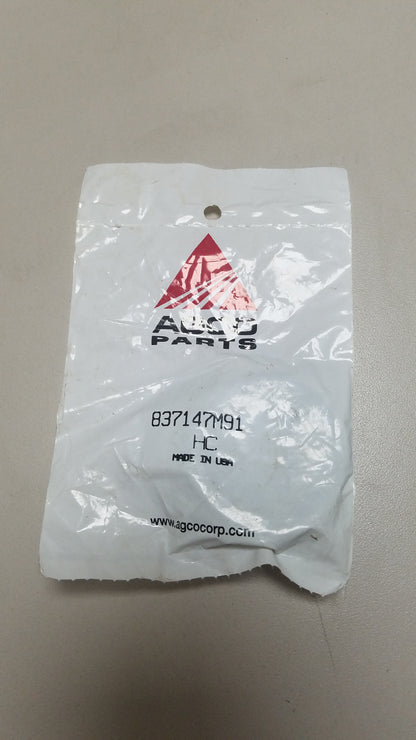 AGCO
PARTS
837147M91
HC
MADE IN USA
www.agcocorp.com